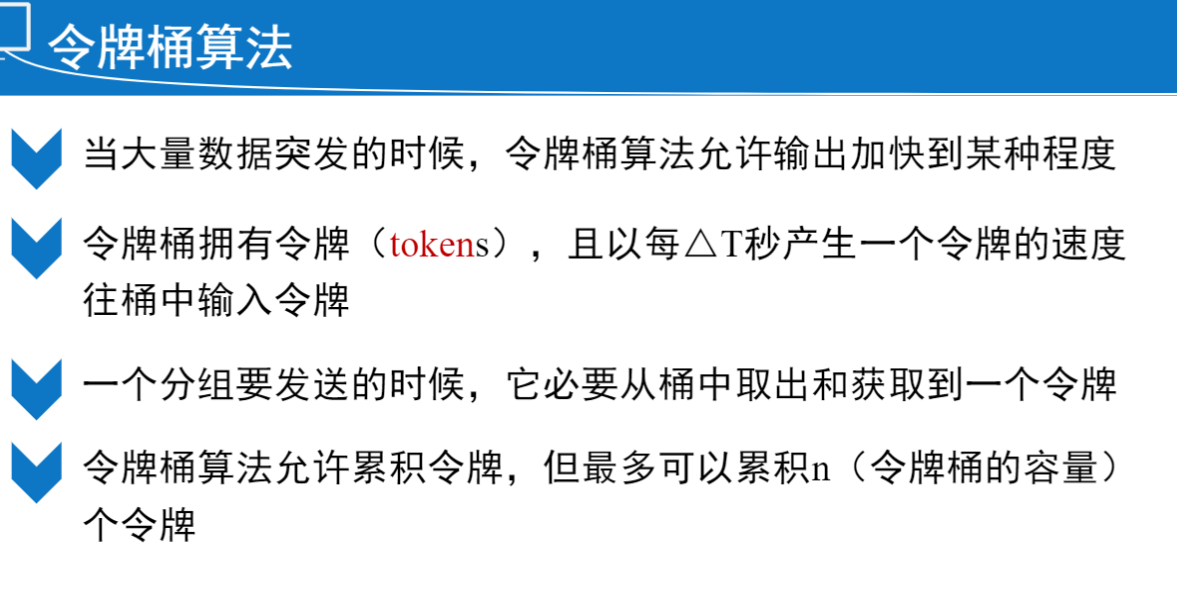 令牌桶算法
当大量数据突发的时候，令牌桶算法允许输出加快到某种程度
令牌桶拥有令牌（tokens），且以每△T秒产生一个令牌的速度
往桶中输入令牌
一个分组要发送的时候，它必要从桶中取出和获取到一个令牌
令牌桶算法允许累积令牌，但最多可以累积n（令牌桶的容量）
个令牌